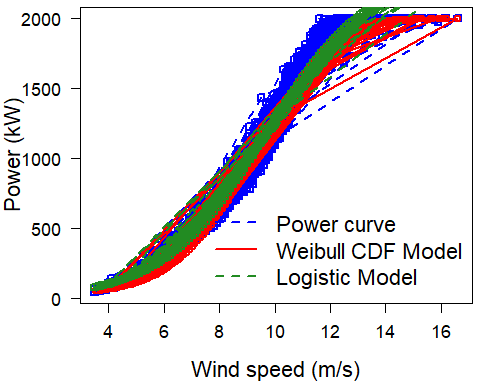 2000
1500
1000
500
0
Power (kW)
Power curve
Weibull CDF Model
Logistic Model
4 6 8 10 12 14 16
Wind speed (m/s)